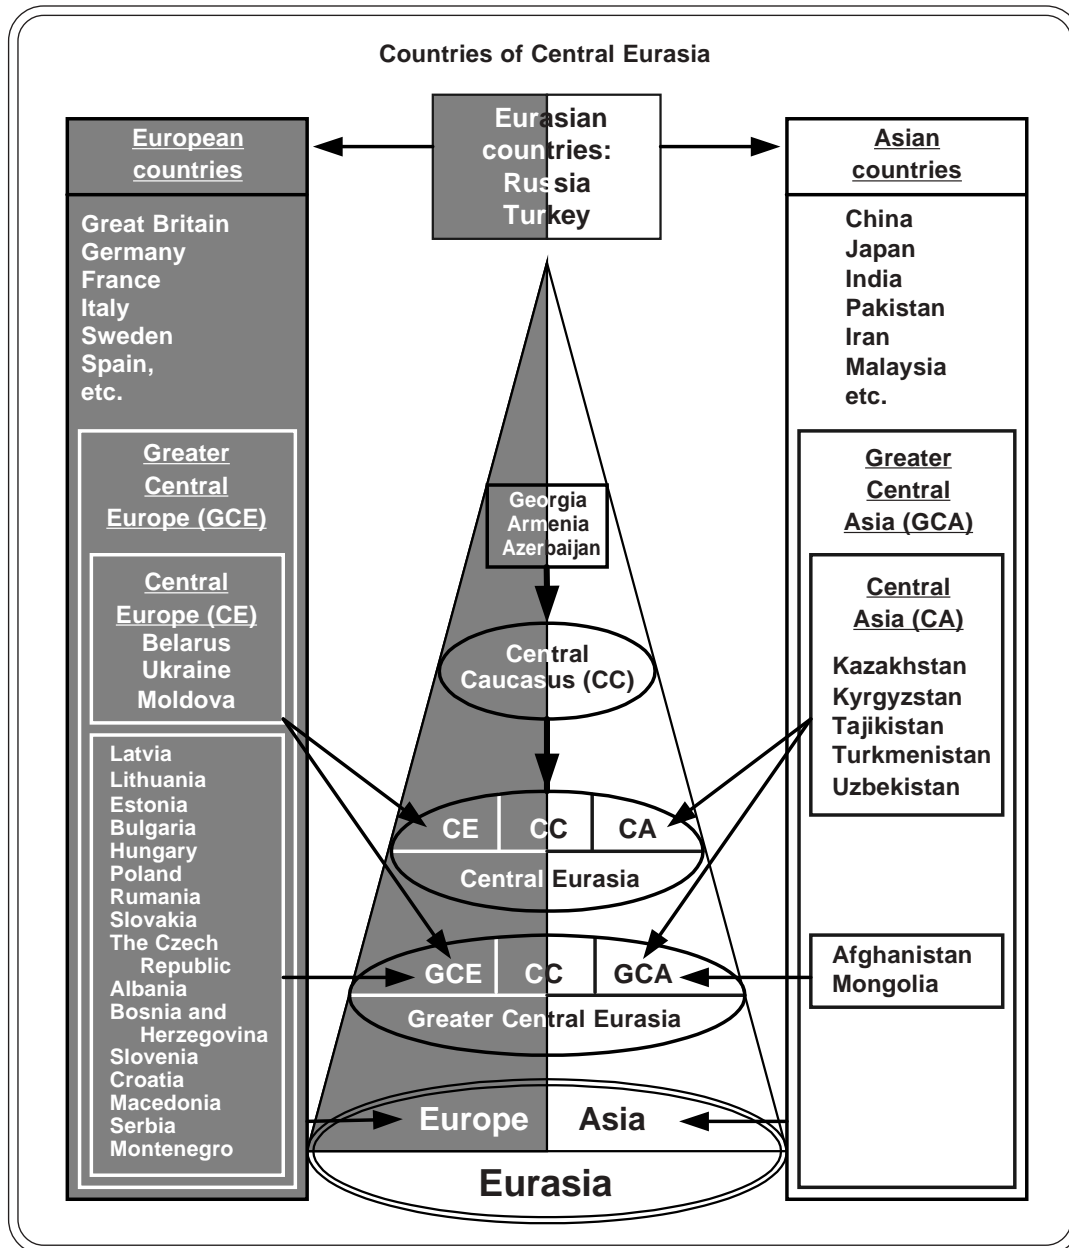 Countries of Central Eurasia
European
countries
Great Britain
Germany
France
Italy
Sweden
Spain,
etc.
Greater
Central
Europe (GCE)
Central
Europe (CE)
Belarus
Ukraine
Moldova
Latvia
Lithuania
Estonia
Bulgaria
Hungary
Poland
Rumania
Slovakia
The Czech
Republic
Albania
Bosnia and
Herzegovina
Slovenia
Croatia
Macedonia
Serbia
Montenegro
Eurasian
countries:
Russia
Turkey
Georgia
Armenia
Azerbaijan
Central
Caucasus (CC)
CE CC CA
Central Eurasia
GCE CC GCA
Greater Central Eurasia
Europe Asia
Eurasia
Asian
countries
China
Japan
India
Pakistan
Iran
Malaysia
etc.
Greater
Central
Asia (GCA)
Central
Asia (CA)
Kazakhstan
Kyrgyzstan
Tajikistan
Turkmenistan
Uzbekistan
Afghanistan
Mongolia